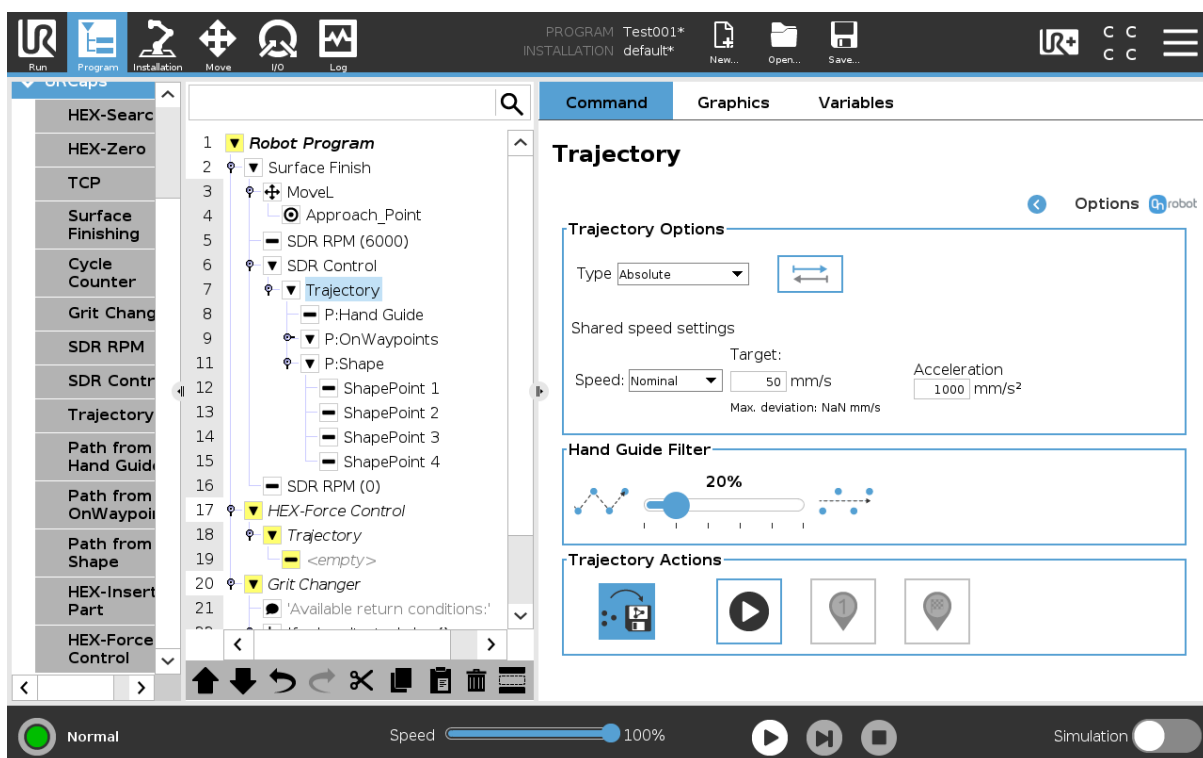 UR
Run
Program
Installation
Move
I/O
Log
PROGRAM Test001*
INSTALLATION default*
New...
Open...
Save...
UR+
C C
C C
URCaps
HEX-Searc
HEX-Zero
TCP
Surface
Finishing
Cycle
Counter
Grit Chang
SDR RPM
SDR Contr
Trajectory
Path from
Hand Guid
Path from
OnWaypoi
Path from
Shape
HEX-Insert
Part
HEX-Force
Control
1 Robot Program
2 Surface Finish
3 MoveL
4 Approach_Point
5 SDR RPM (6000)
6 SDR Control
7 Trajectory
8 P:Hand Guide
9 P:OnWaypoints
11 P:Shape
12 ShapePoint 1
13 ShapePoint 2
14 ShapePoint 3
15 ShapePoint 4
16 SDR RPM (0)
17 HEX-Force Control
18 Trajectory
19 <empty>
20 Grit Changer
21 'Available return conditions:'
Command
Graphics
Variables
Trajectory
Options Onrobot
Trajectory Options
Type Absolute
Shared speed settings
Target:
Acceleration
Speed: Nominal 50 mm/s 1000 mm/s²
Max. deviation: NaN mm/s
Hand Guide Filter
20%
Trajectory Actions
1
Normal
Speed 100%
Simulation